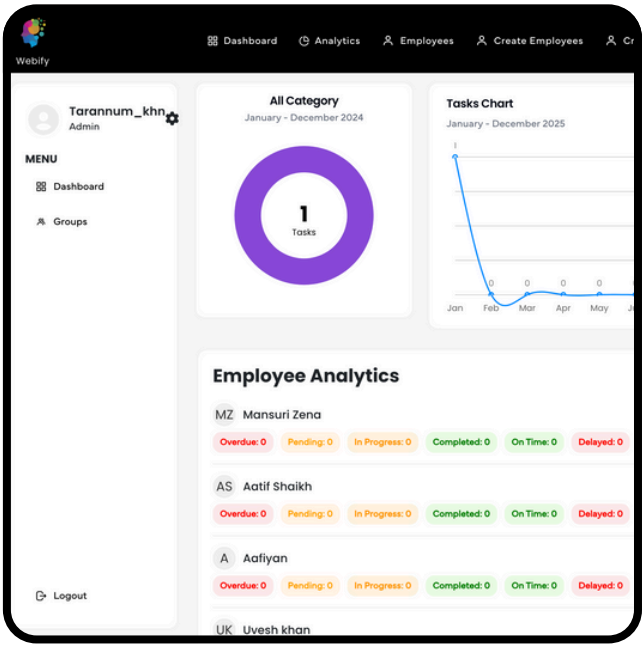 Webify
Dashboard Analytics Employees Create Employees Cr
Tarannum_khn
Admin
MENU
Dashboard
Groups
Logout
All Category
January - December 2024
1
Tasks
Tasks Chart
January - December 2025
1
0 0 0 0
Jan Feb Mar Apr May
Employee Analytics
MZ Mansuri Zena
Overdue: 0 Pending: 0 In Progress: 0 Completed: 0 On Time: 0 Delayed: 0
AS Aatif Shaikh
Overdue: 0 Pending: 0 In Progress: 0 Completed: 0 On Time: 0 Delayed: 0
A Aafiyan
Overdue: 0 Pending: 0 In Progress: 0 Completed: 0 On Time: 0 Delayed: 0
UK Uvesh khan